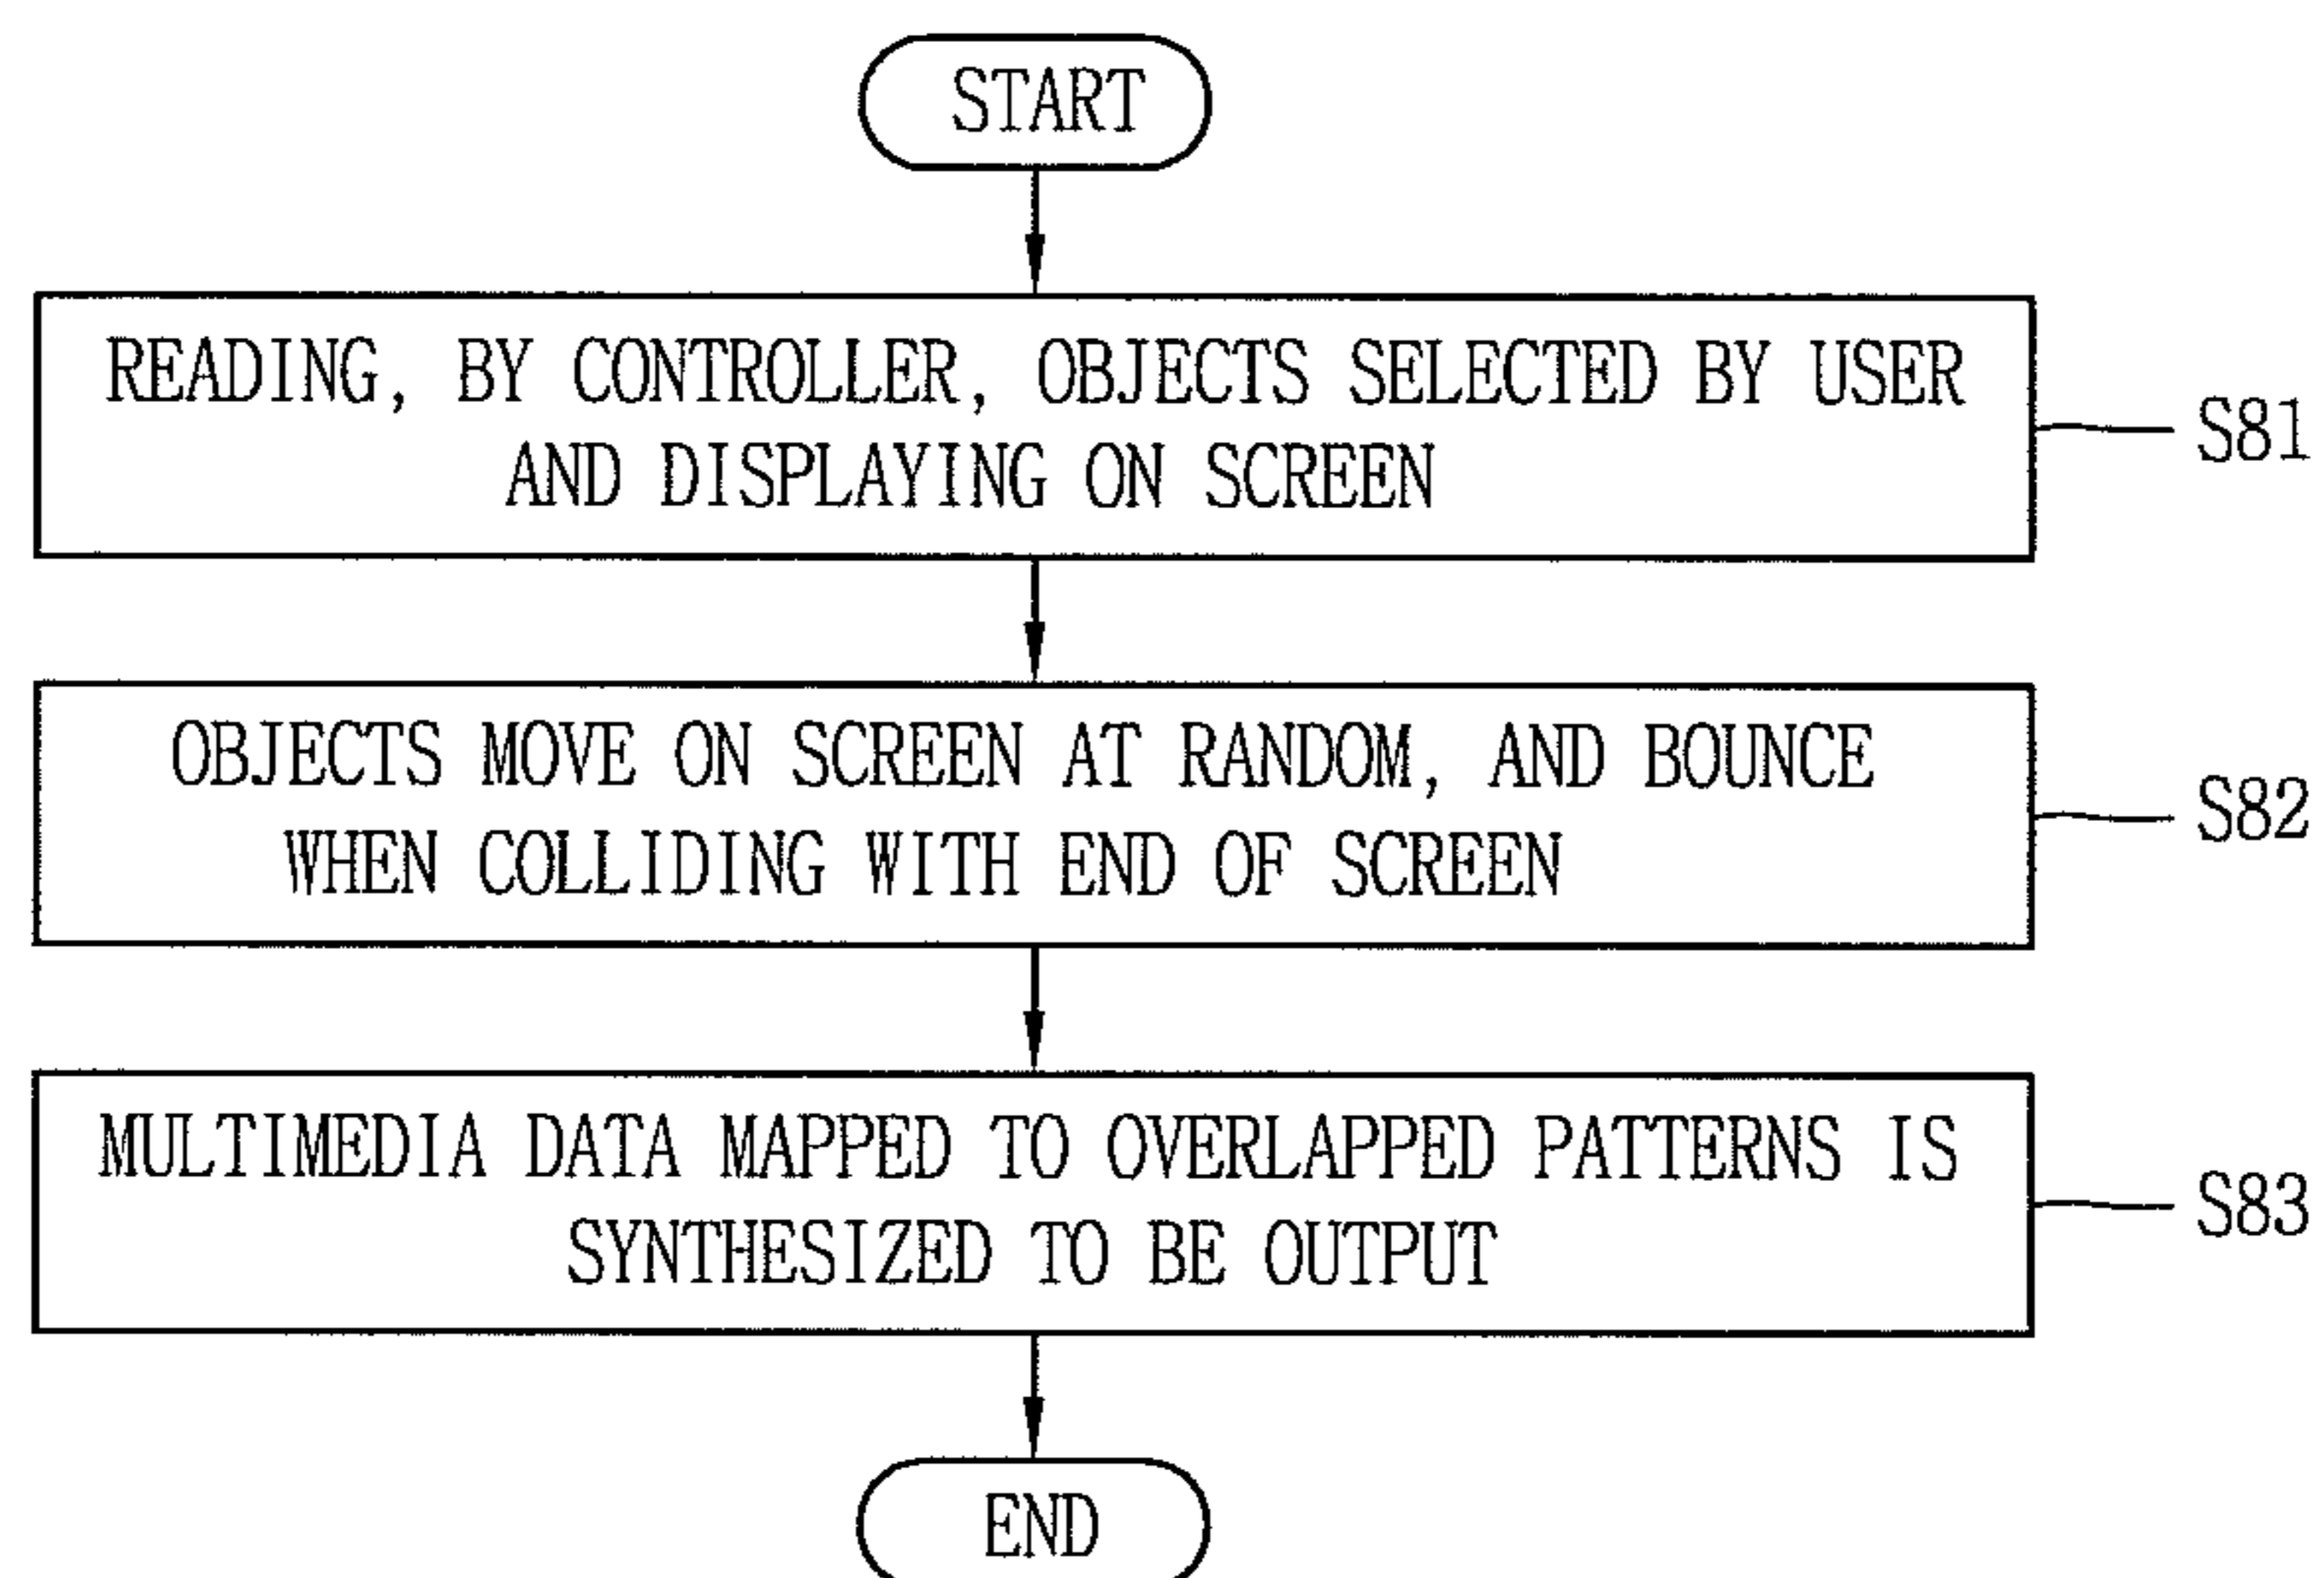 START
READING, BY CONTROLLER, OBJECTS SELECTED BY USER
AND DISPLAYING ON SCREEN
S81
OBJECTS MOVE ON SCREEN AT RANDOM, AND BOUNCE
WHEN COLLIDING WITH END OF SCREEN
S82
MULTIMEDIA DATA MAPPED TO OVERLAPPED PATTERNS IS
SYNTHESIZED TO BE OUTPUT
S83
END